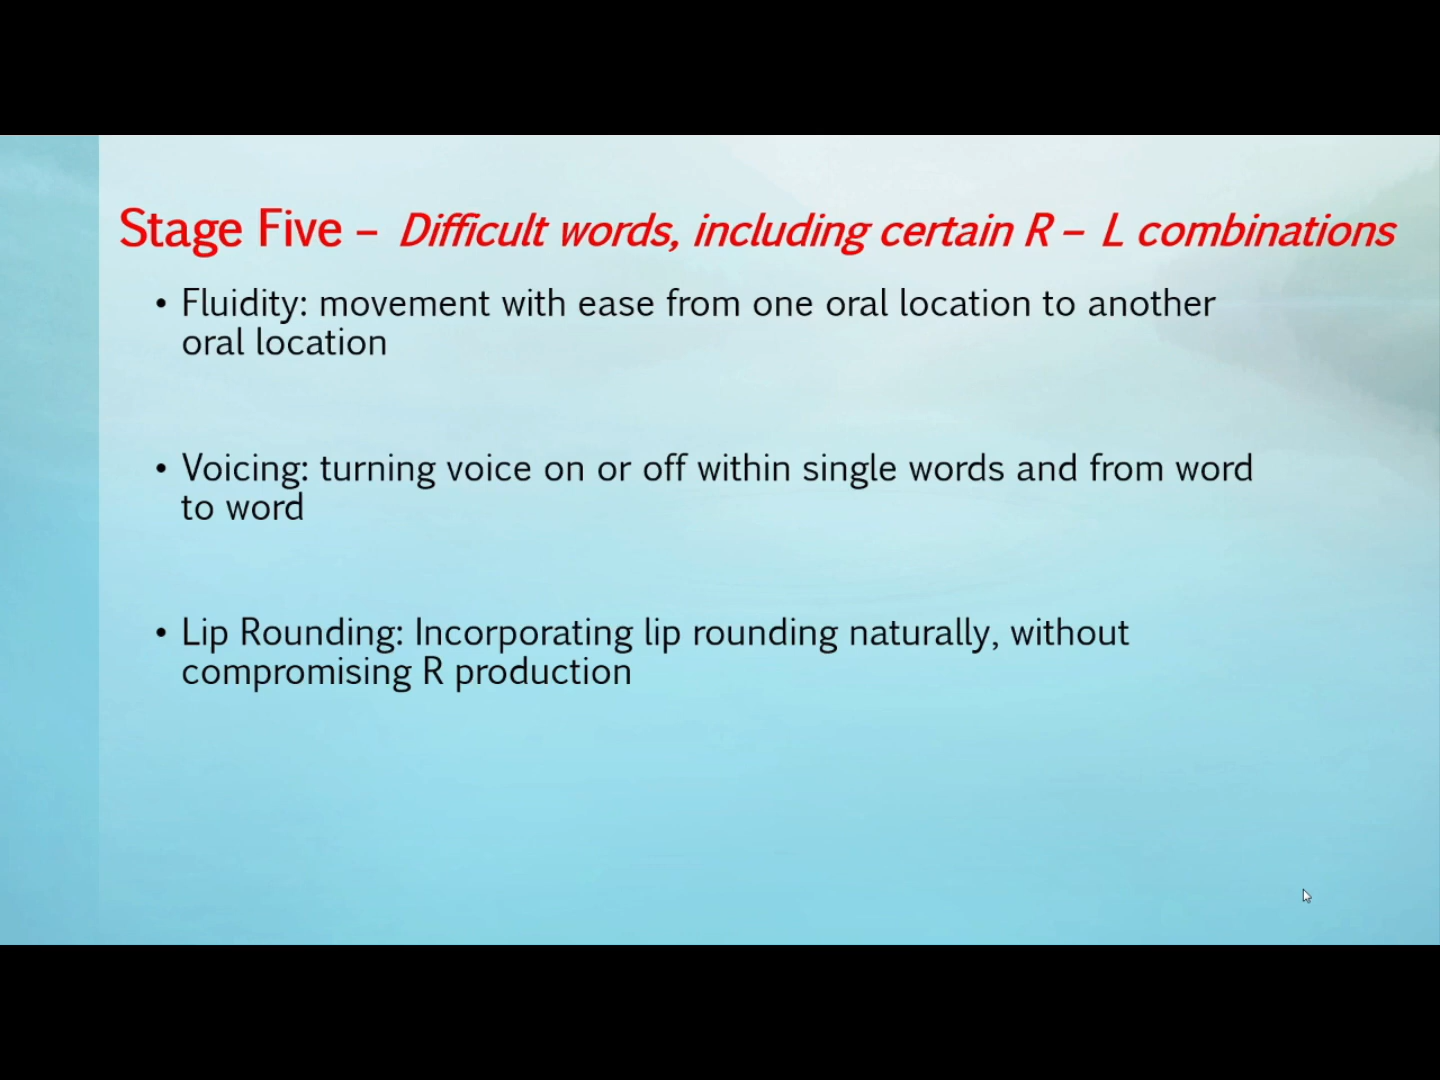 Stage Five – Difficult words, including certain R – L combinations
• Fluidity: movement with ease from one oral location to another
oral location
• Voicing: turning voice on or off within single words and from word
to word
• Lip Rounding: Incorporating lip rounding naturally, without
compromising R production